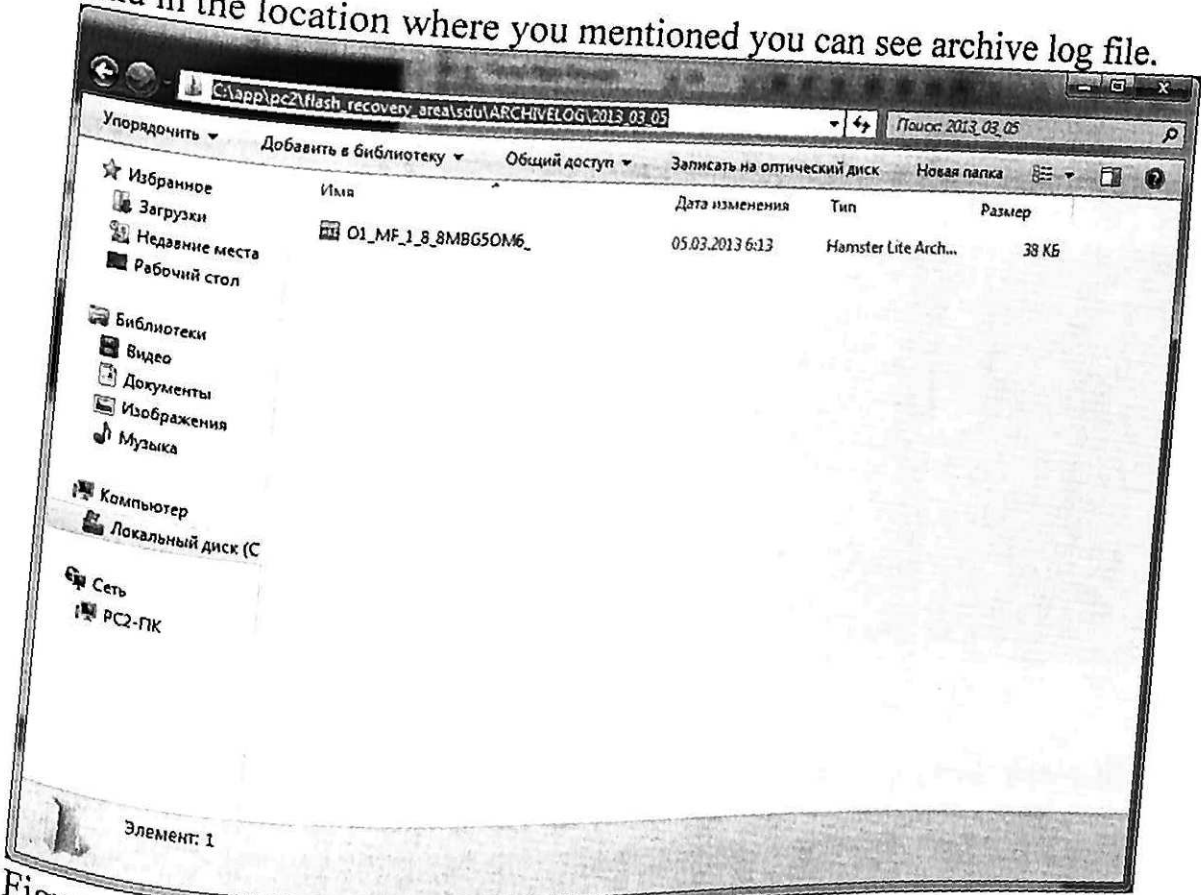 in the location where you mentioned you can see archive log file.
C:\app\pc2\flash_recovery_area\sdu\ARCHIVELOG\2013_03_05
Поиск: 2013_03_05
Упорядочить
Добавить в библиотеку
Общий доступ
Записать на оптический диск
Новая папка
Избранное
Загрузки
Недавние места
Рабочий стол
Библиотеки
Видео
Документы
Изображения
Музыка
Компьютер
Локальный диск (C
Сеть
PC2-ПК
Имя
Дата изменения
Тип
Размер
O1_MF_1_8_8MBG5OM6_
05.03.2013 6:13
Hamster Lite Arch...
38 КБ
Элемент: 1